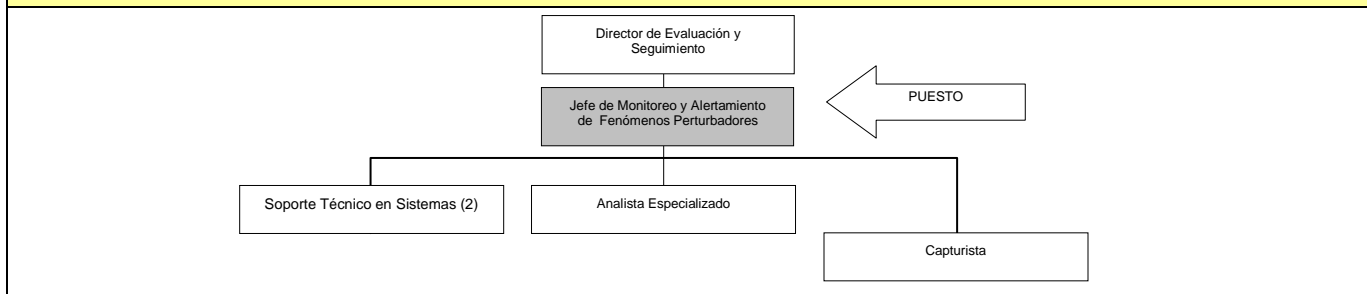 Director de Evaluación y
Seguimiento
Jefe de Monitoreo y Alertamiento
de Fenómenos Perturbadores
PUESTO
Soporte Técnico en Sistemas (2)
Analista Especializado
Capturista